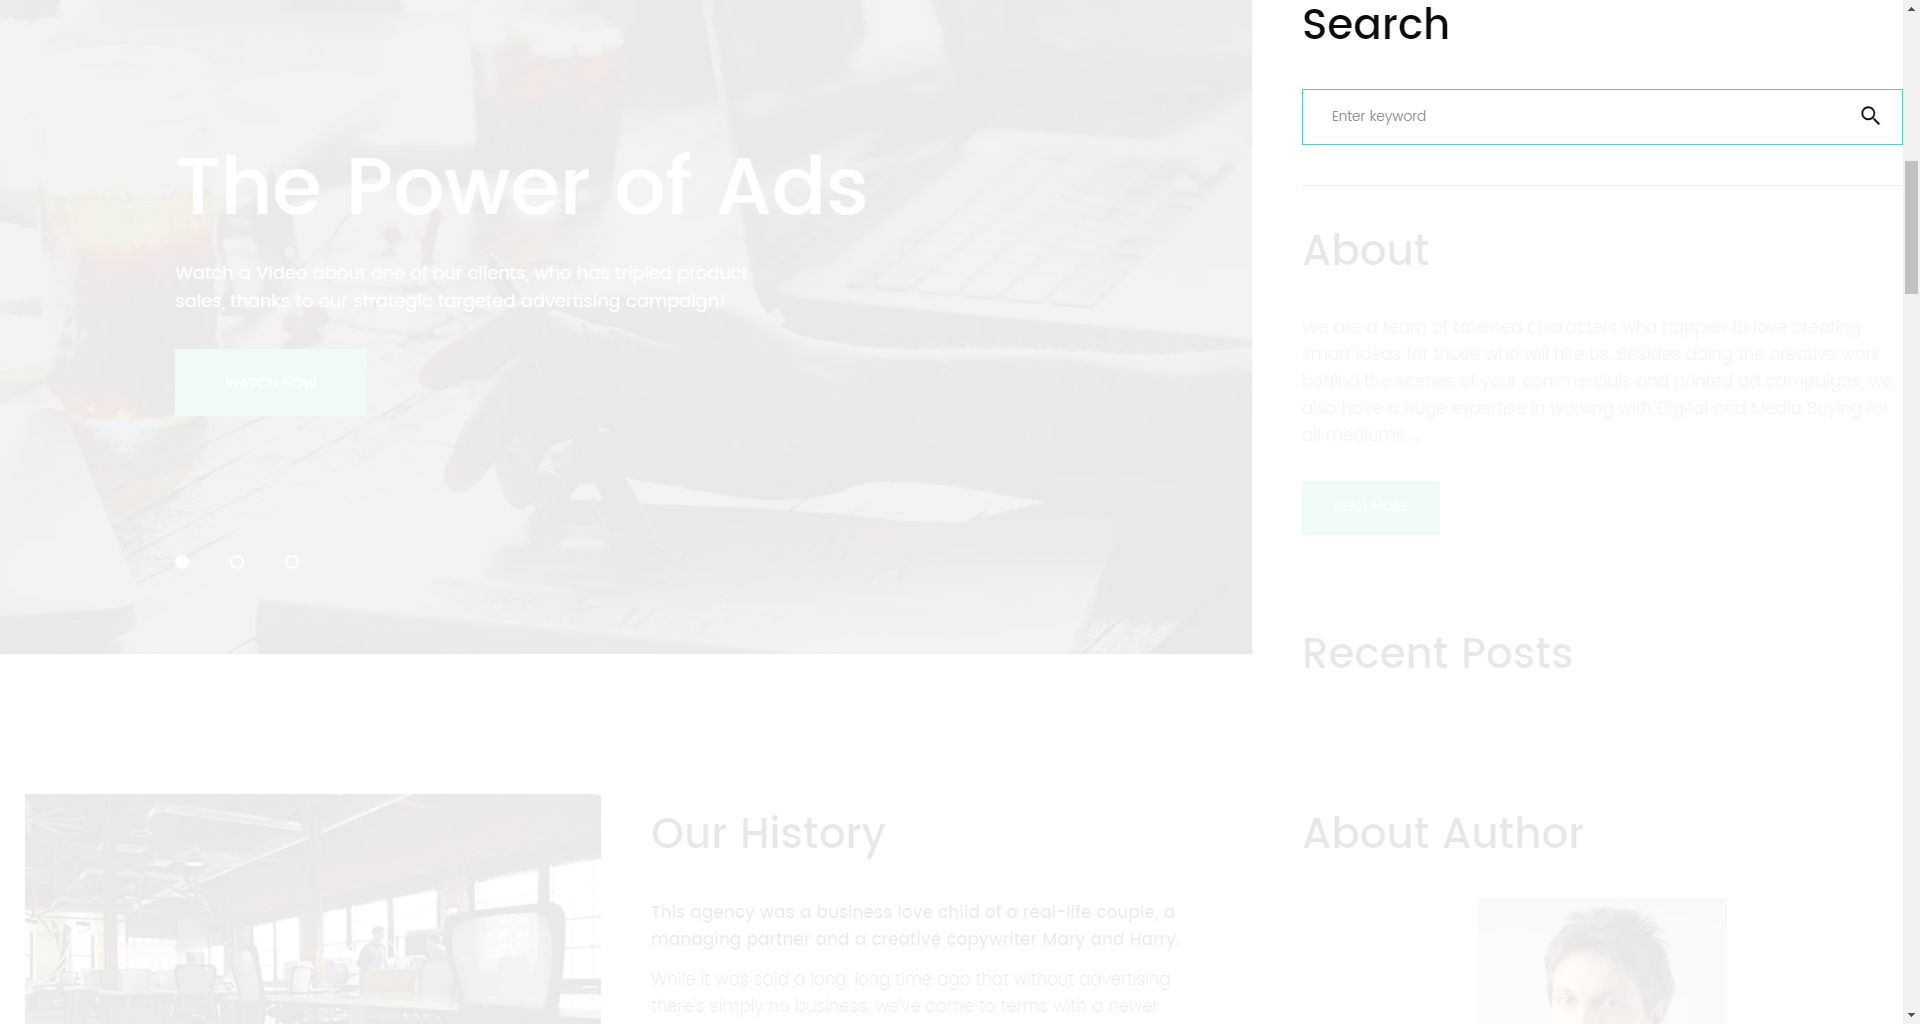 The Power of Ads
Watch a Video about one of our clients, who has tripled product
sales, thanks to our strategic targeted advertising campaign!
WATCH NOW
Our History
This agency was a business love child of a real-life couple, a
managing partner and a creative copywriter Mary and Harry.
While it was said a long, long time ago that without advertising
there's simply no business, we've come to terms with a newer
Search
Enter keyword
About
We are a team of talented characters who happen to love creating
smart ideas for those who will hire us. Besides doing the creative work
behind the scenes of your commercials and printed ad campaigns, we
also have a huge expertise in working with Digital and Media Buying for
all mediums....
READ MORE
Recent Posts
About Author